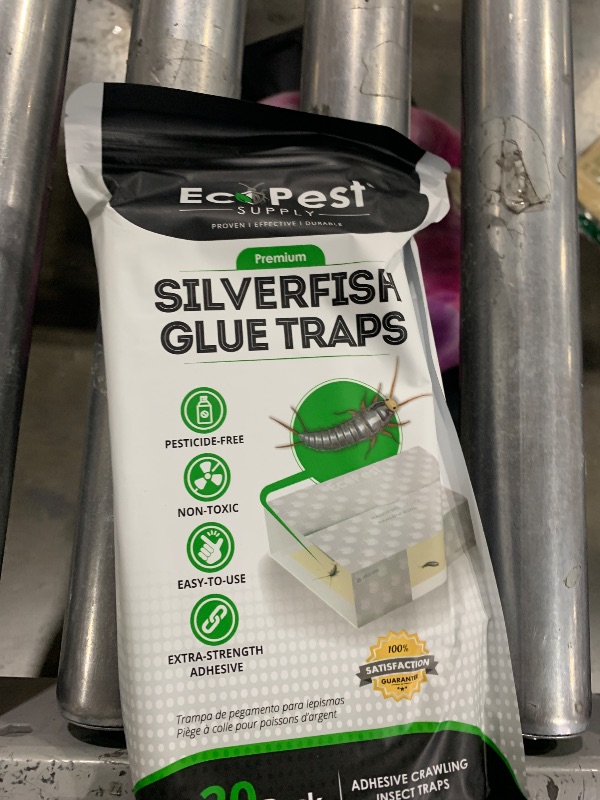 EcoPest
SUPPLY
PROVEN | EFFECTIVE | DURABLE
Premium
SILVERFISH
GLUE TRAPS
PESTICIDE-FREE
NON-TOXIC
EASY-TO-USE
EXTRA-STRENGTH
ADHESIVE
100%
SATISFACTION
GUARANTEE
Trampa de pegamento para lepismas
Piège à colle pour poissons d'argent
ADHESIVE CRAWLING
INSECT TRAPS